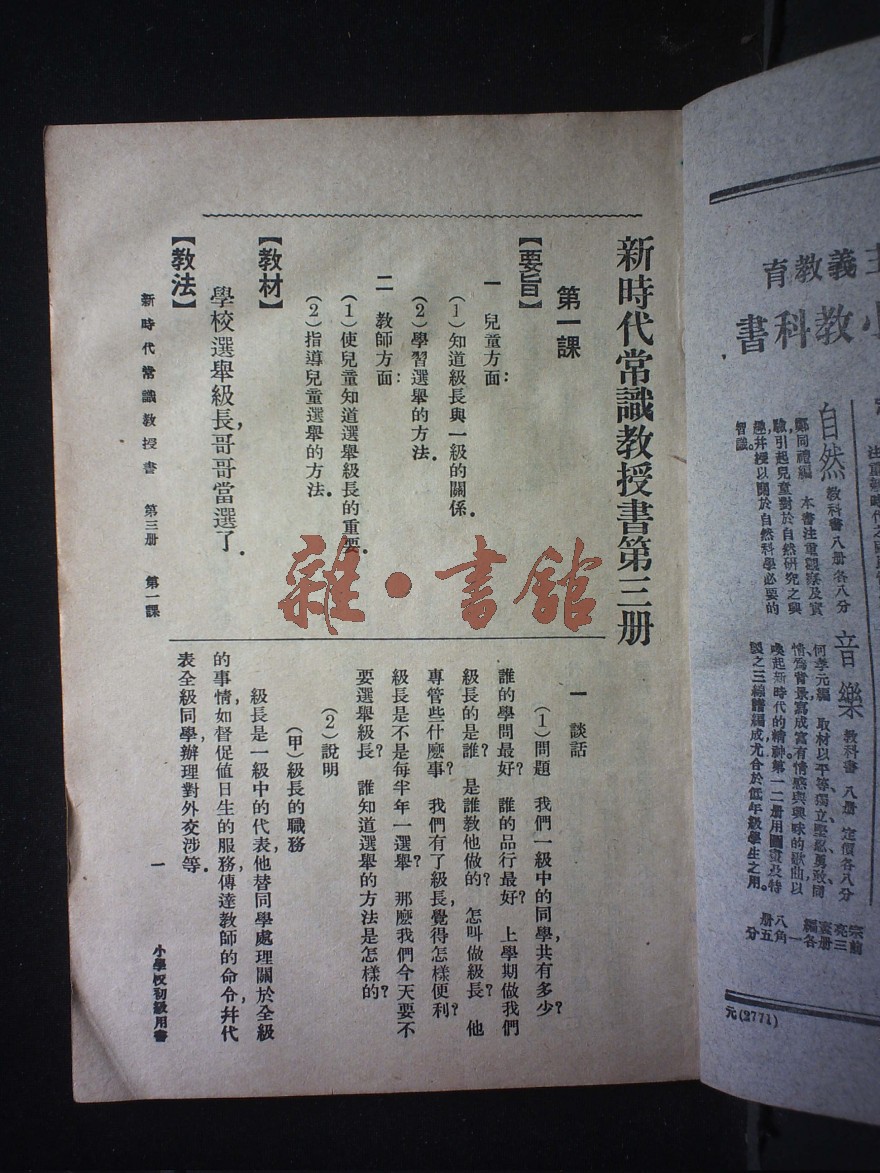 新時代常識教授書第三册
第一課
【要旨】
一 兒童方面：
（1）知道級長與一級的關係．
（2）學習選舉的方法．
二 教師方面：
（1）使兒童知道選舉級長的重要．
（2）指導兒童選舉的方法．
【教材】
學校選舉級長，哥哥當選了．
【教法】
一 談話
（1）問題 我們一級中的同學，共有多少？
誰的學問最好？ 誰的品行最好？ 上學期做我們
級長的是誰？ 是誰教他做的？ 怎叫做級長？ 他
專管些什麽事？ 我們有了級長，覺得怎樣便利？
級長是不是每半年一選舉？ 那麽我們今天要不
要選舉級長？ 誰知道選舉的方法是怎樣的？
（2）說明
（甲）級長的職務
級長是一級中的代表，他替同學處理關於全級
的事情，如督促值日生的服務，傳達教師的命令，幷代
表全級同學，辦理對外交涉等．
新時代常識教授書 第三册 第一課
一
小學校初級用書
雜·書館
主義教育
小教科書
自然 教科書八册各八分
鄭同禮編 本書注重觀察及實
驗，引起兒童對於自然研究之興
趣，幷授以關於自然科學必要的
智識。
音樂 教科書 八册 定價各八分
何孝元編 取材以平等、獨立、堅忍、勇敢、同
情爲背景，寫成富有情感與興味的歌曲，以
喚起新時代的精神。第一二册用圖畫及特
製之三線譜編成，尤合於低年級學生之用。
元(2771)